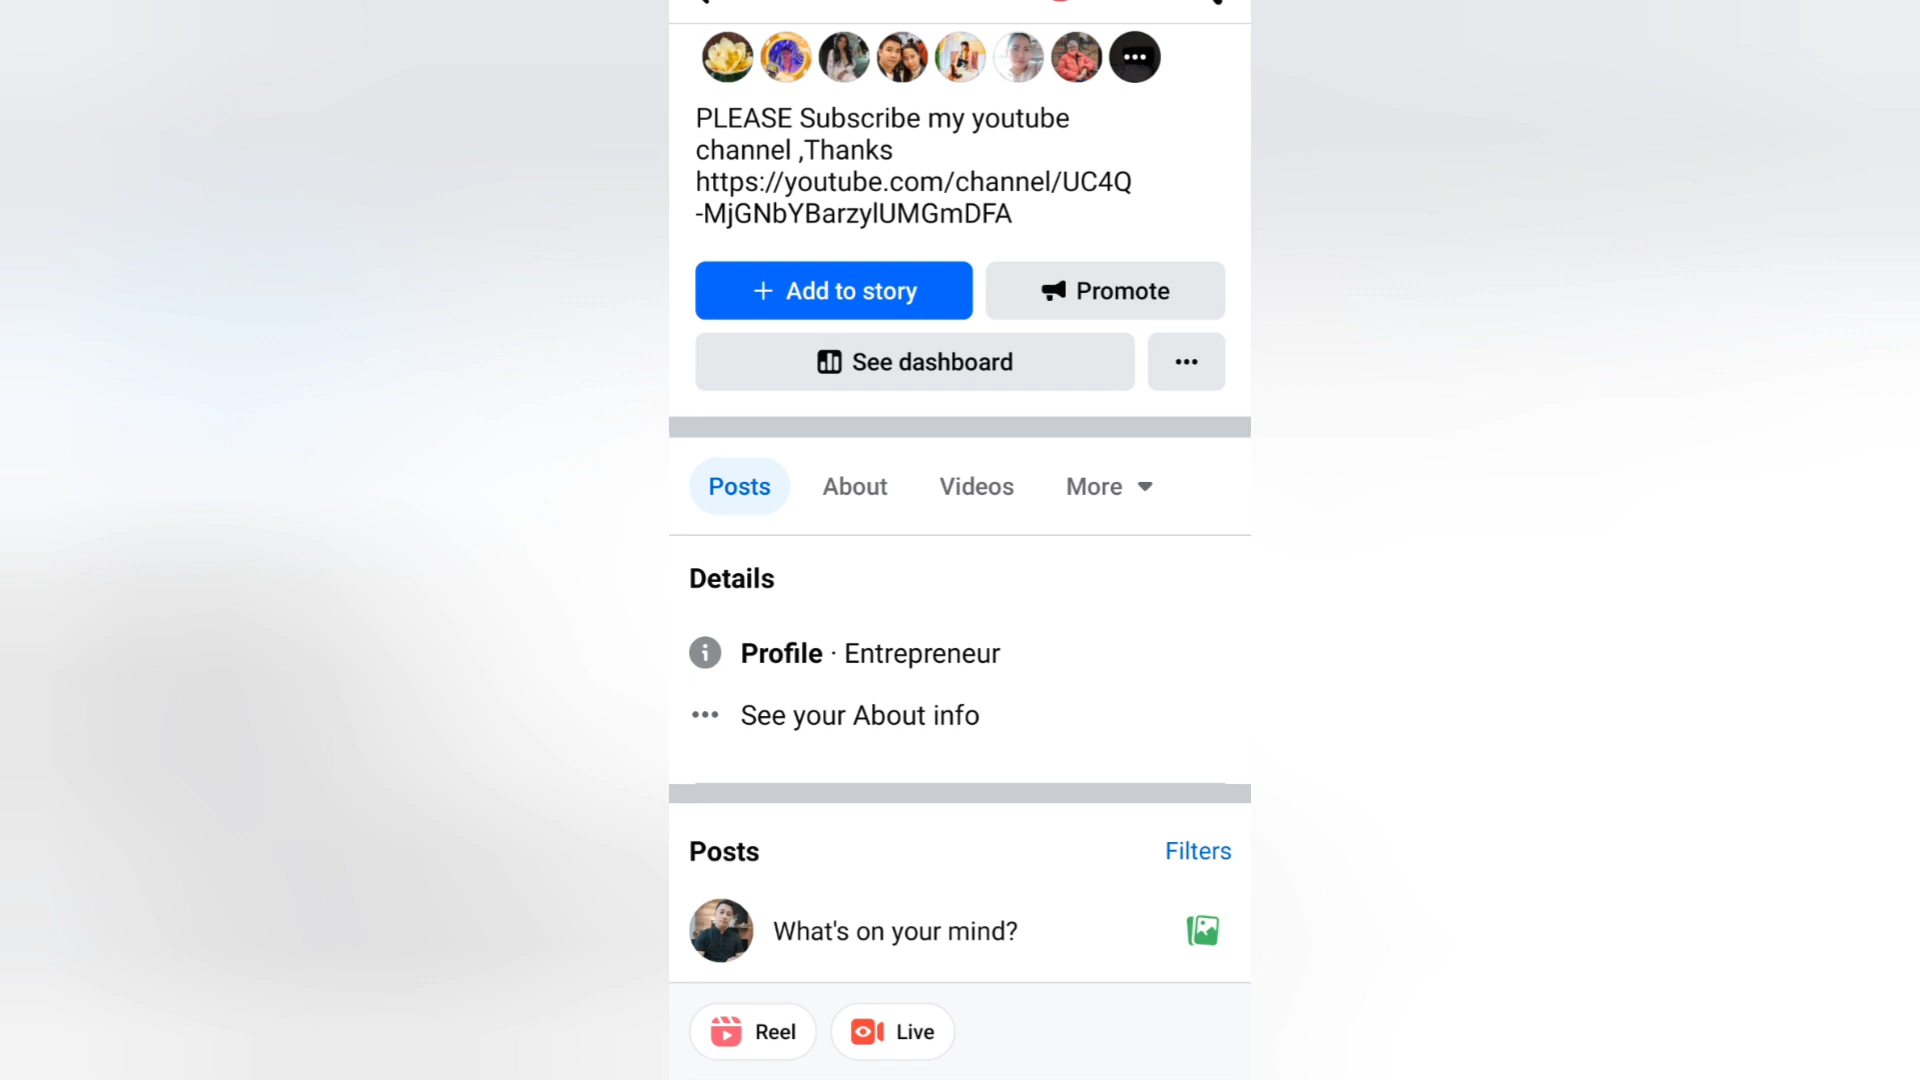 PLEASE Subscribe my youtube
channel ,Thanks
https://youtube.com/channel/UC4Q
-MjGNbYBarzylUMGmDFA
+ Add to story
Promote
See dashboard
Posts
About
Videos
More
Details
Profile · Entrepreneur
See your About info
Posts
Filters
What's on your mind?
Reel
Live